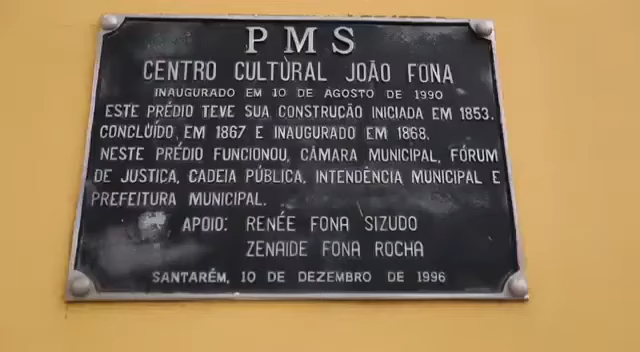 PMS
CENTRO CULTURAL JOÃO FONA
INAUGURADO EM 10 DE AGOSTO DE 1990
ESTE PRÉDIO TEVE SUA CONSTRUÇÃO INICIADA EM 1853.
CONCLUÍDO, EM 1867 E INAUGURADO EM 1868.
NESTE PRÉDIO FUNCIONOU, CÂMARA MUNICIPAL, FÓRUM
DE JUSTIÇA, CADEIA PÚBLICA, INTENDÊNCIA MUNICIPAL E
PREFEITURA MUNICIPAL.
APOIO: RENÉE FONA SIZUDO
ZENAIDE FONA ROCHA
SANTARÉM, 10 DE DEZEMBRO DE 1996